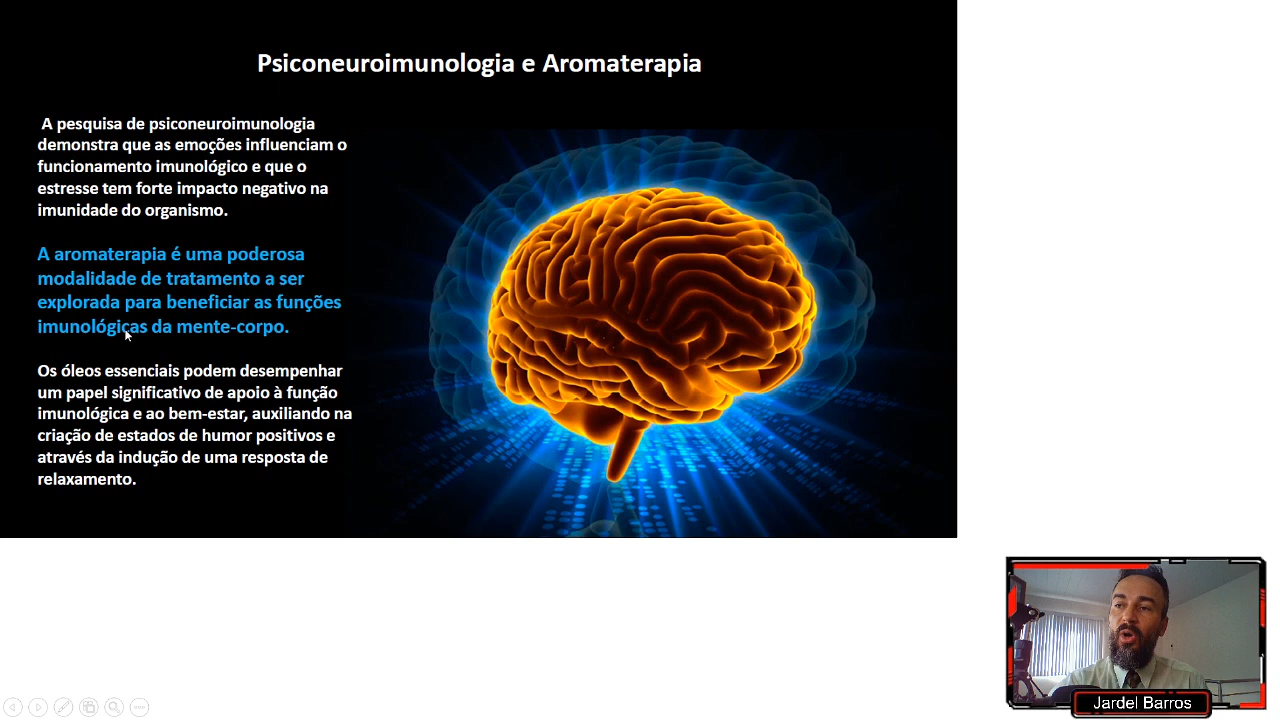 Psiconeuroimunologia e Aromaterapia
A pesquisa de psiconeuroimunologia
demonstra que as emoções influenciam o
funcionamento imunológico e que o
estresse tem forte impacto negativo na
imunidade do organismo.
A aromaterapia é uma poderosa
modalidade de tratamento a ser
explorada para beneficiar as funções
imunológicas da mente-corpo.
Os óleos essenciais podem desempenhar
um papel significativo de apoio à função
imunológica e ao bem-estar, auxiliando na
criação de estados de humor positivos e
através da indução de uma resposta de
relaxamento.
Jardel Barros